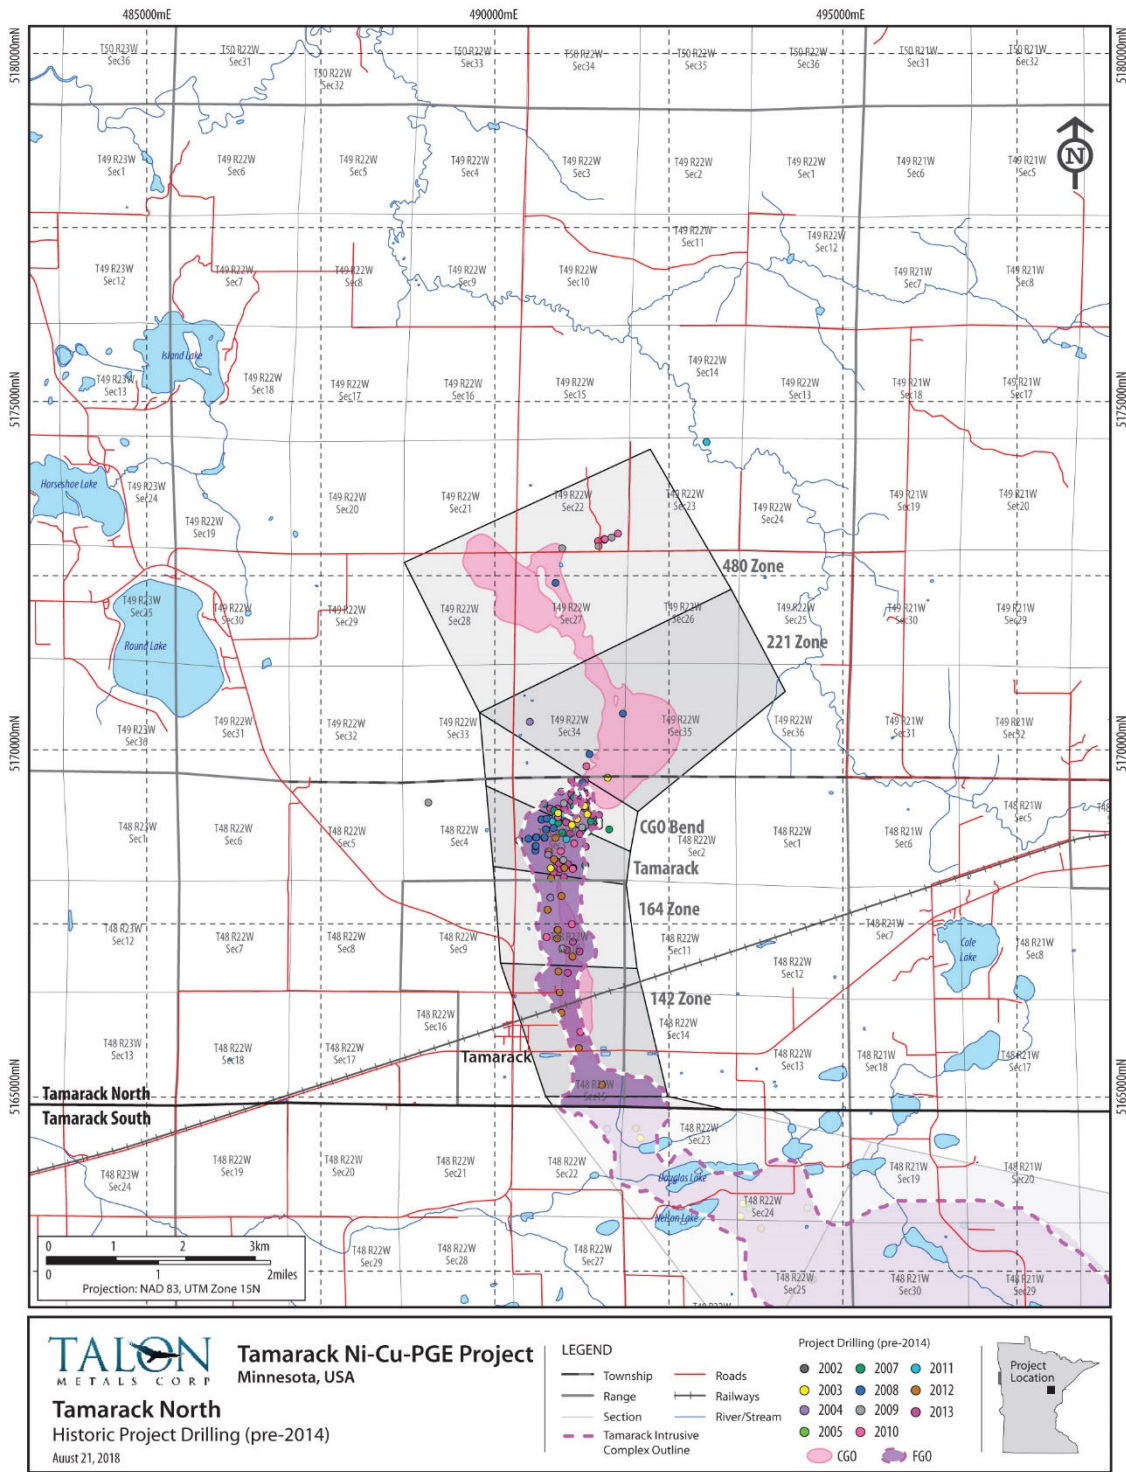 485000mE 490000mE 495000mE
5180000mN 5180000mN
T50 R23W
Sec36
T50 R22W
Sec31
T50 R22W
Sec32
T50 R22W
Sec33
T50 R22W
Sec34
T50 R22W
Sec35
T50 R22W
Sec36
T50 R21W
Sec31
T50 R21W
Sec32
N
T49 R23W
Sec1
T49 R22W
Sec6
T49 R22W
Sec5
T49 R22W
Sec4
T49 R22W
Sec3
T49 R22W
Sec2
T49 R22W
Sec1
T49 R21W
Sec6
T49 R21W
Sec5
T49 R23W
Sec12
T49 R22W
Sec7
T49 R22W
Sec8
T49 R22W
Sec9
T49 R22W
Sec10
T49 R22W
Sec11
T49 R22W
Sec12
T49 R21W
Sec7
T49 R21W
Sec8
Island Lake
5175000mN 5175000mN
T49 R23W
Sec13
T49 R22W
Sec18
T49 R22W
Sec17
T49 R22W
Sec16
T49 R22W
Sec15
T49 R22W
Sec14
T49 R22W
Sec13
T49 R21W
Sec18
T49 R21W
Sec17
Horseshoe Lake
T49 R23W
Sec24
T49 R22W
Sec19
T49 R22W
Sec20
T49 R22W
Sec21
T49 R22W
Sec22
T49 R22W
Sec23
T49 R22W
Sec24
T49 R21W
Sec19
T49 R21W
Sec20
480 Zone
T49 R23W
Sec25
T49 R22W
Sec30
T49 R22W
Sec29
T49 R22W
Sec28
T49 R22W
Sec27
T49 R22W
Sec26
T49 R22W
Sec25
T49 R21W
Sec30
T49 R21W
Sec29
Round Lake
221 Zone
5170000mN 5170000mN
T49 R23W
Sec36
T49 R22W
Sec31
T49 R22W
Sec32
T49 R22W
Sec33
T49 R22W
Sec34
T49 R22W
Sec35
T49 R22W
Sec36
T49 R21W
Sec31
T49 R21W
Sec32
T48 R23W
Sec1
T48 R22W
Sec6
T48 R22W
Sec5
T48 R22W
Sec4
CGO Bend
T48 R22W
Sec2
T48 R22W
Sec1
T48 R21W
Sec6
T48 R21W
Sec5
Tamarack
164 Zone
T48 R23W
Sec12
T48 R22W
Sec7
T48 R22W
Sec8
T48 R22W
Sec9
T48 R22W
Sec11
T48 R22W
Sec12
T48 R21W
Sec7
T48 R21W
Sec8
Cole
Lake
142 Zone
T48 R23W
Sec13
T48 R22W
Sec18
T48 R22W
Sec17
T48 R22W
Sec16
T48 R22W
Sec15
T48 R22W
Sec14
T48 R22W
Sec13
T48 R21W
Sec18
T48 R21W
Sec17
Tamarack
5165000mN 5165000mN
Tamarack North
Tamarack South
T48 R23W
Sec24
T48 R22W
Sec19
T48 R22W
Sec20
T48 R22W
Sec21
T48 R22W
Sec22
T48 R22W
Sec23
T48 R22W
Sec24
T48 R21W
Sec19
T48 R21W
Sec20
Douglas Lake
Nelson Lake
T48 R22W
Sec29
T48 R22W
Sec28
T48 R22W
Sec27
T48 R22W
Sec25
T48 R21W
Sec30
T48 R21W
Sec29
0 1 2 3km
0 2miles
Projection: NAD 83, UTM Zone 15N
TALON
METALS CORP
Tamarack Ni-Cu-PGE Project
Minnesota, USA
Tamarack North
Historic Project Drilling (pre-2014)
Auust 21, 2018
LEGEND
Township Roads
Range Railways
Section River/Stream
Tamarack Intrusive
Complex Outline
Project Drilling (pre-2014)
2002 2007 2011
2003 2008 2012
2004 2009 2013
2005 2010
CGO FGO
Project
Location